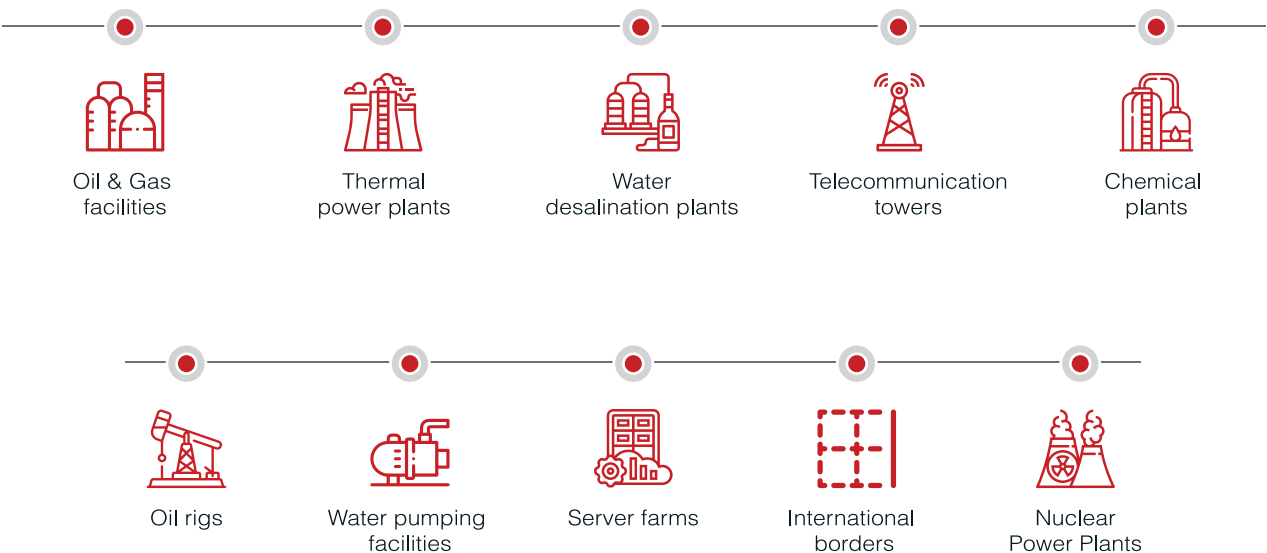 Oil & Gas
facilities
Thermal
power plants
Water
desalination plants
Telecommunication
towers
Chemical
plants
Oil rigs
Water pumping
facilities
Server farms
International
borders
Nuclear
Power Plants